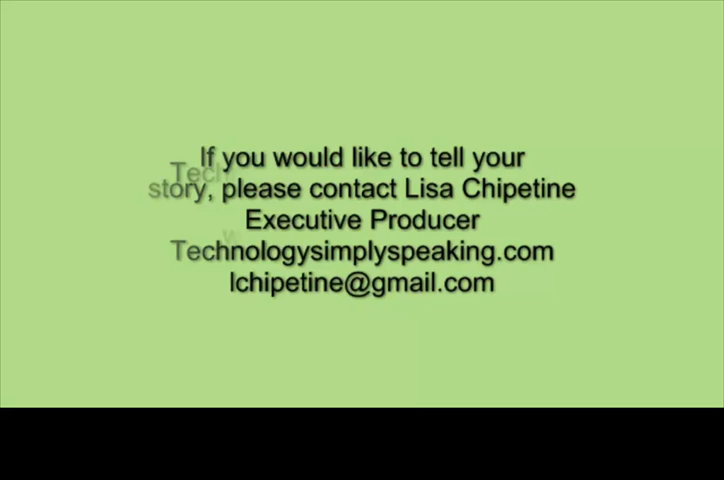 If you would like to tell your
story, please contact Lisa Chipetine
Executive Producer
Technologysimplyspeaking.com
lchipetine@gmail.com